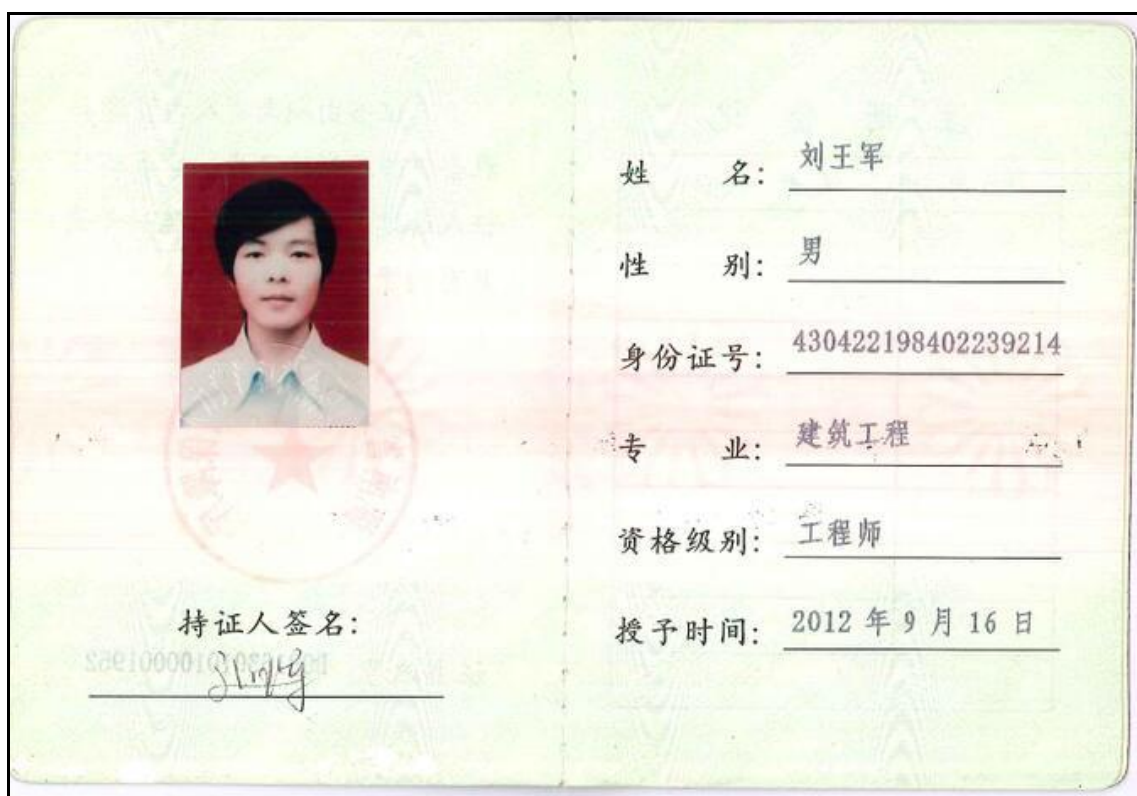 姓 名: 刘王军
性 别: 男
身份证号: 430422198402239214
专 业: 建筑工程
资格级别: 工程师
授予时间: 2012 年 9 月 16 日
持证人签名: